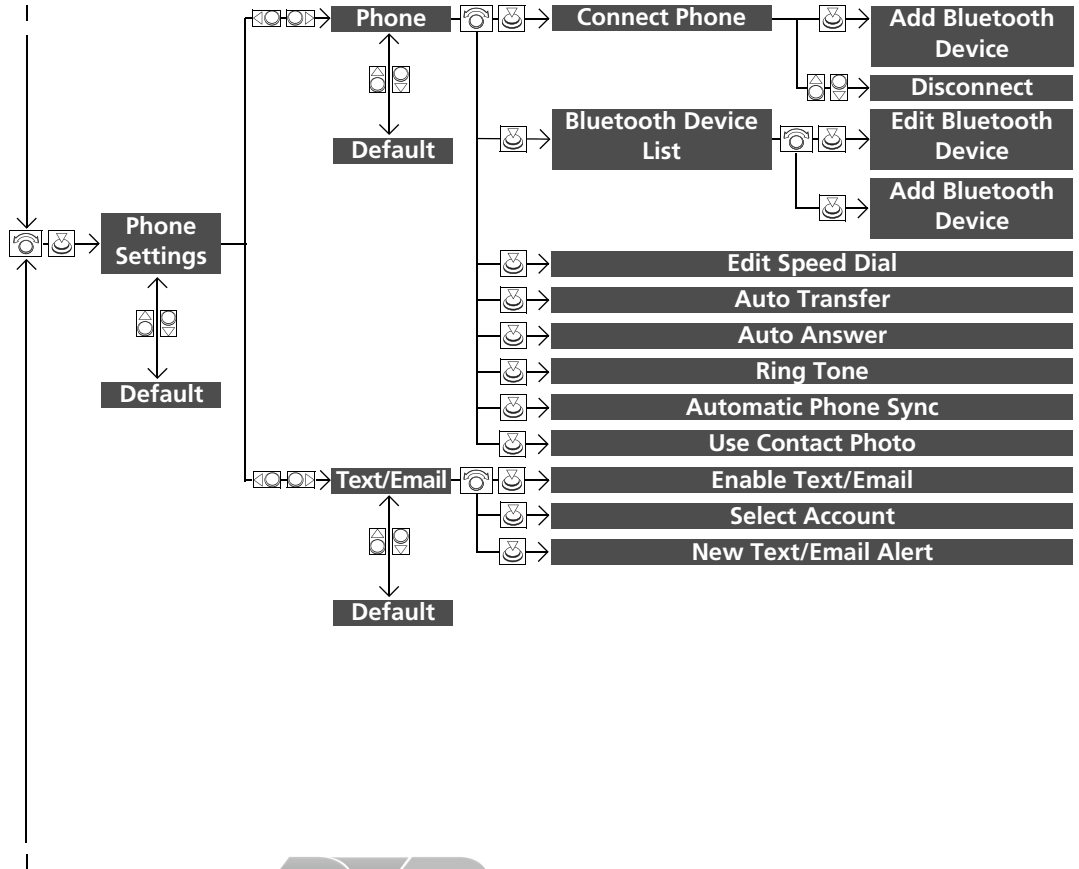 Phone
Connect Phone
Add Bluetooth
Device
Disconnect
Default
Bluetooth Device
List
Edit Bluetooth
Device
Add Bluetooth
Device
Phone
Settings
Default
Edit Speed Dial
Auto Transfer
Auto Answer
Ring Tone
Automatic Phone Sync
Use Contact Photo
Text/Email
Enable Text/Email
Select Account
New Text/Email Alert
Default